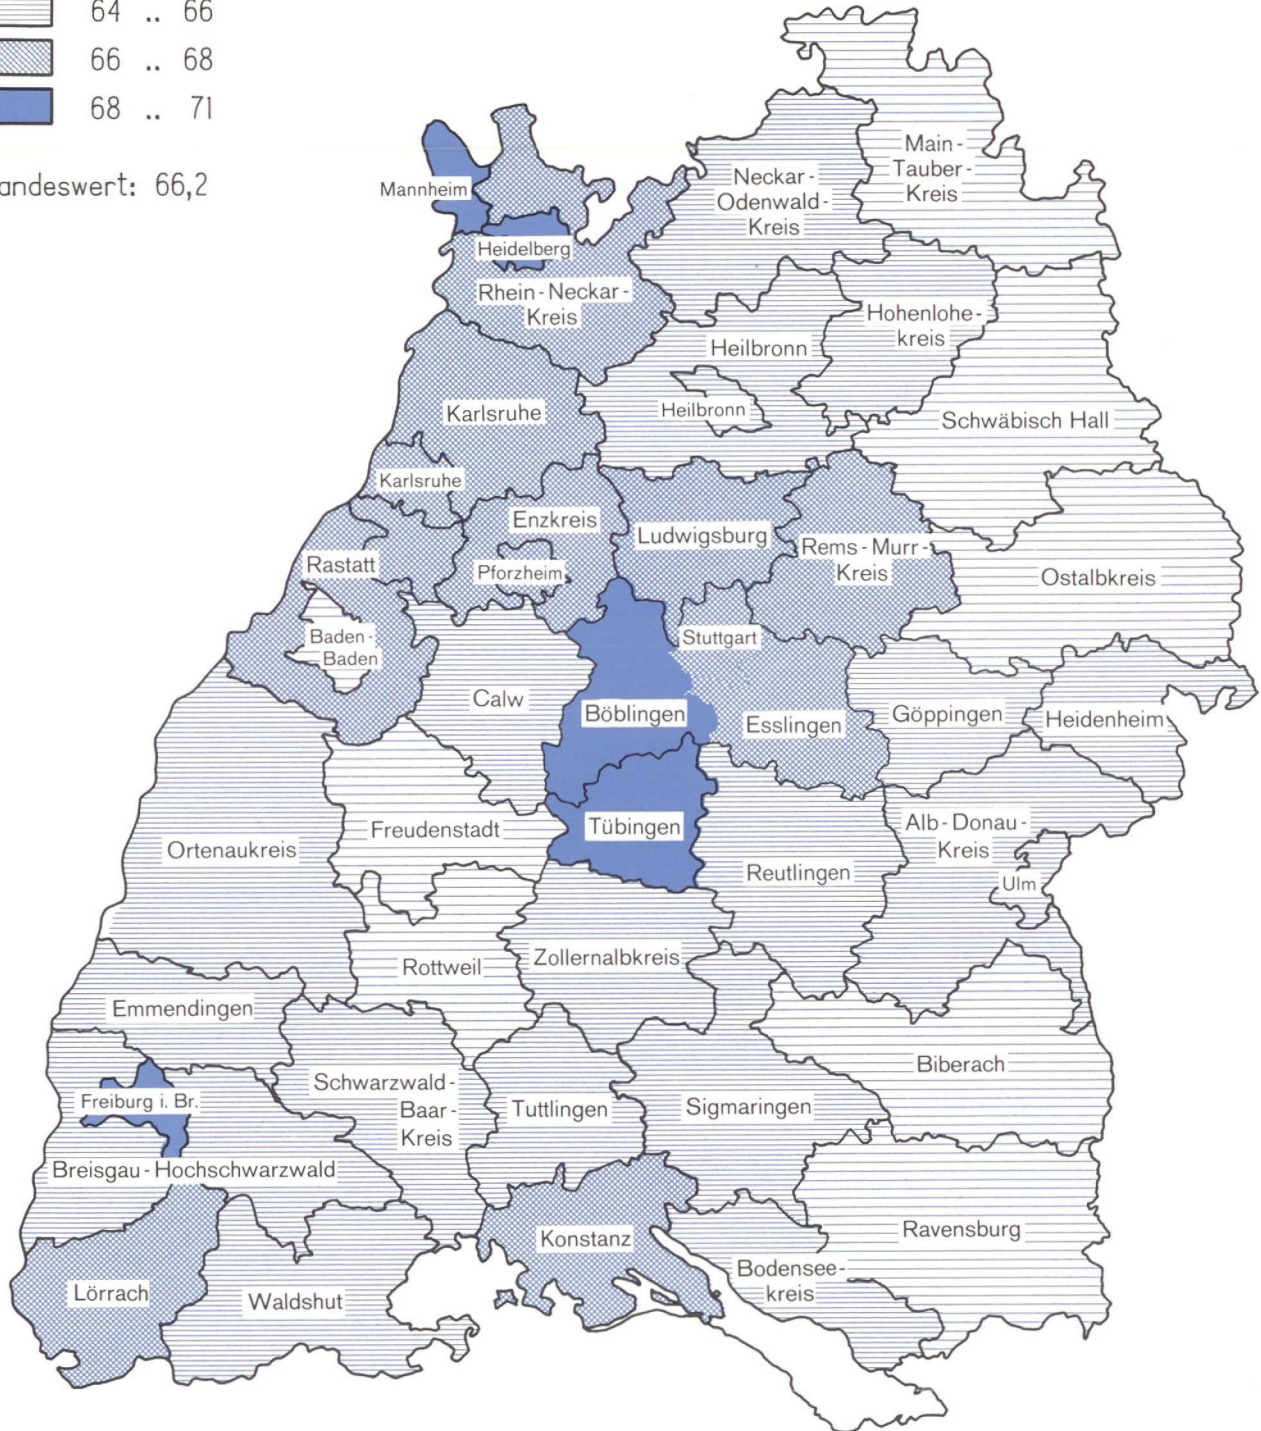 64 .. 66
66 .. 68
68 .. 71
andeswert: 66,2
Main-
Tauber-
Kreis
Neckar-
Odenwald-
Kreis
Mannheim
Heidelberg
Rhein-Neckar-
Kreis
Hohenlohe-
kreis
Heilbronn
Heilbronn
Karlsruhe
Schwäbisch Hall
Karlsruhe
Enzkreis
Ludwigsburg
Rems-Murr-
Kreis
Rastatt
Pforzheim
Ostalbkreis
Baden-
Baden
Stuttgart
Calw
Böblingen
Esslingen
Göppingen
Heidenheim
Freudenstadt
Tübingen
Alb-Donau-
Kreis
Ortenaukreis
Reutlingen
Ulm
Rottweil
Zollernalbkreis
Emmendingen
Biberach
Schwarzwald-
Baar-
Kreis
Freiburg i. Br.
Tuttlingen
Sigmaringen
Breisgau-Hochschwarzwald
Konstanz
Ravensburg
Bodensee-
kreis
Lörrach
Waldshut